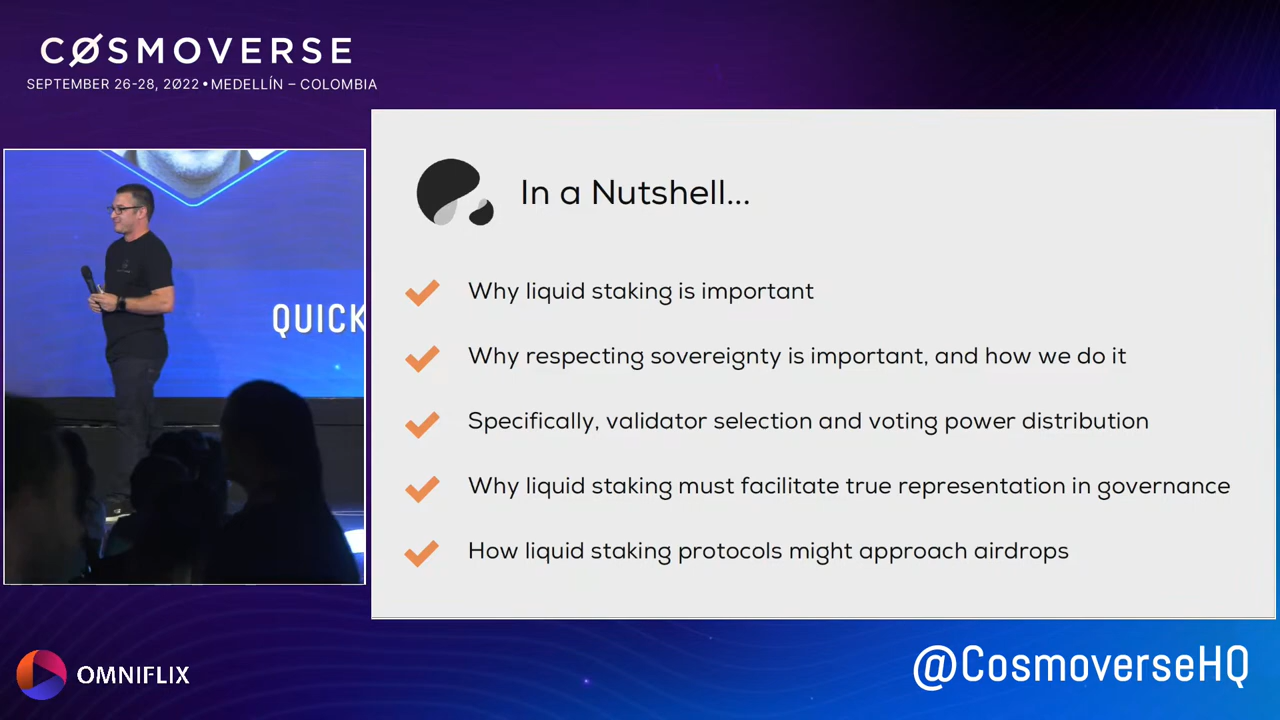 CØSMOVERSE
SEPTEMBER 26-28, 2Ø22 • MEDELLÍN – COLOMBIA
In a Nutshell...
Why liquid staking is important
Why respecting sovereignty is important, and how we do it
Specifically, validator selection and voting power distribution
Why liquid staking must facilitate true representation in governance
How liquid staking protocols might approach airdrops
QUICK
OMNIFLIX
@CosmoverseHQ